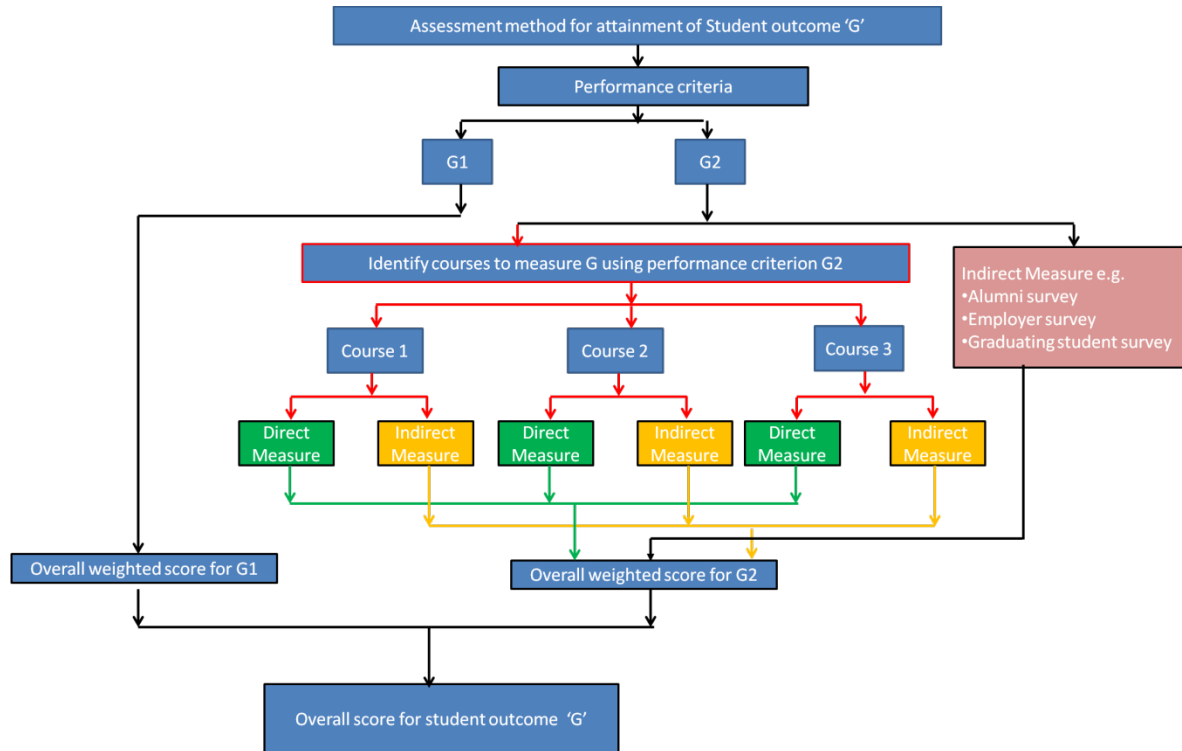 Assessment method for attainment of Student outcome ‘G’
Performance criteria
G1
G2
Identify courses to measure G using performance criterion G2
Indirect Measure e.g.
•Alumni survey
•Employer survey
•Graduating student survey
Course 1
Course 2
Course 3
Direct
Measure
Indirect
Measure
Direct
Measure
Indirect
Measure
Direct
Measure
Indirect
Measure
Overall weighted score for G1
Overall weighted score for G2
Overall score for student outcome ‘G’